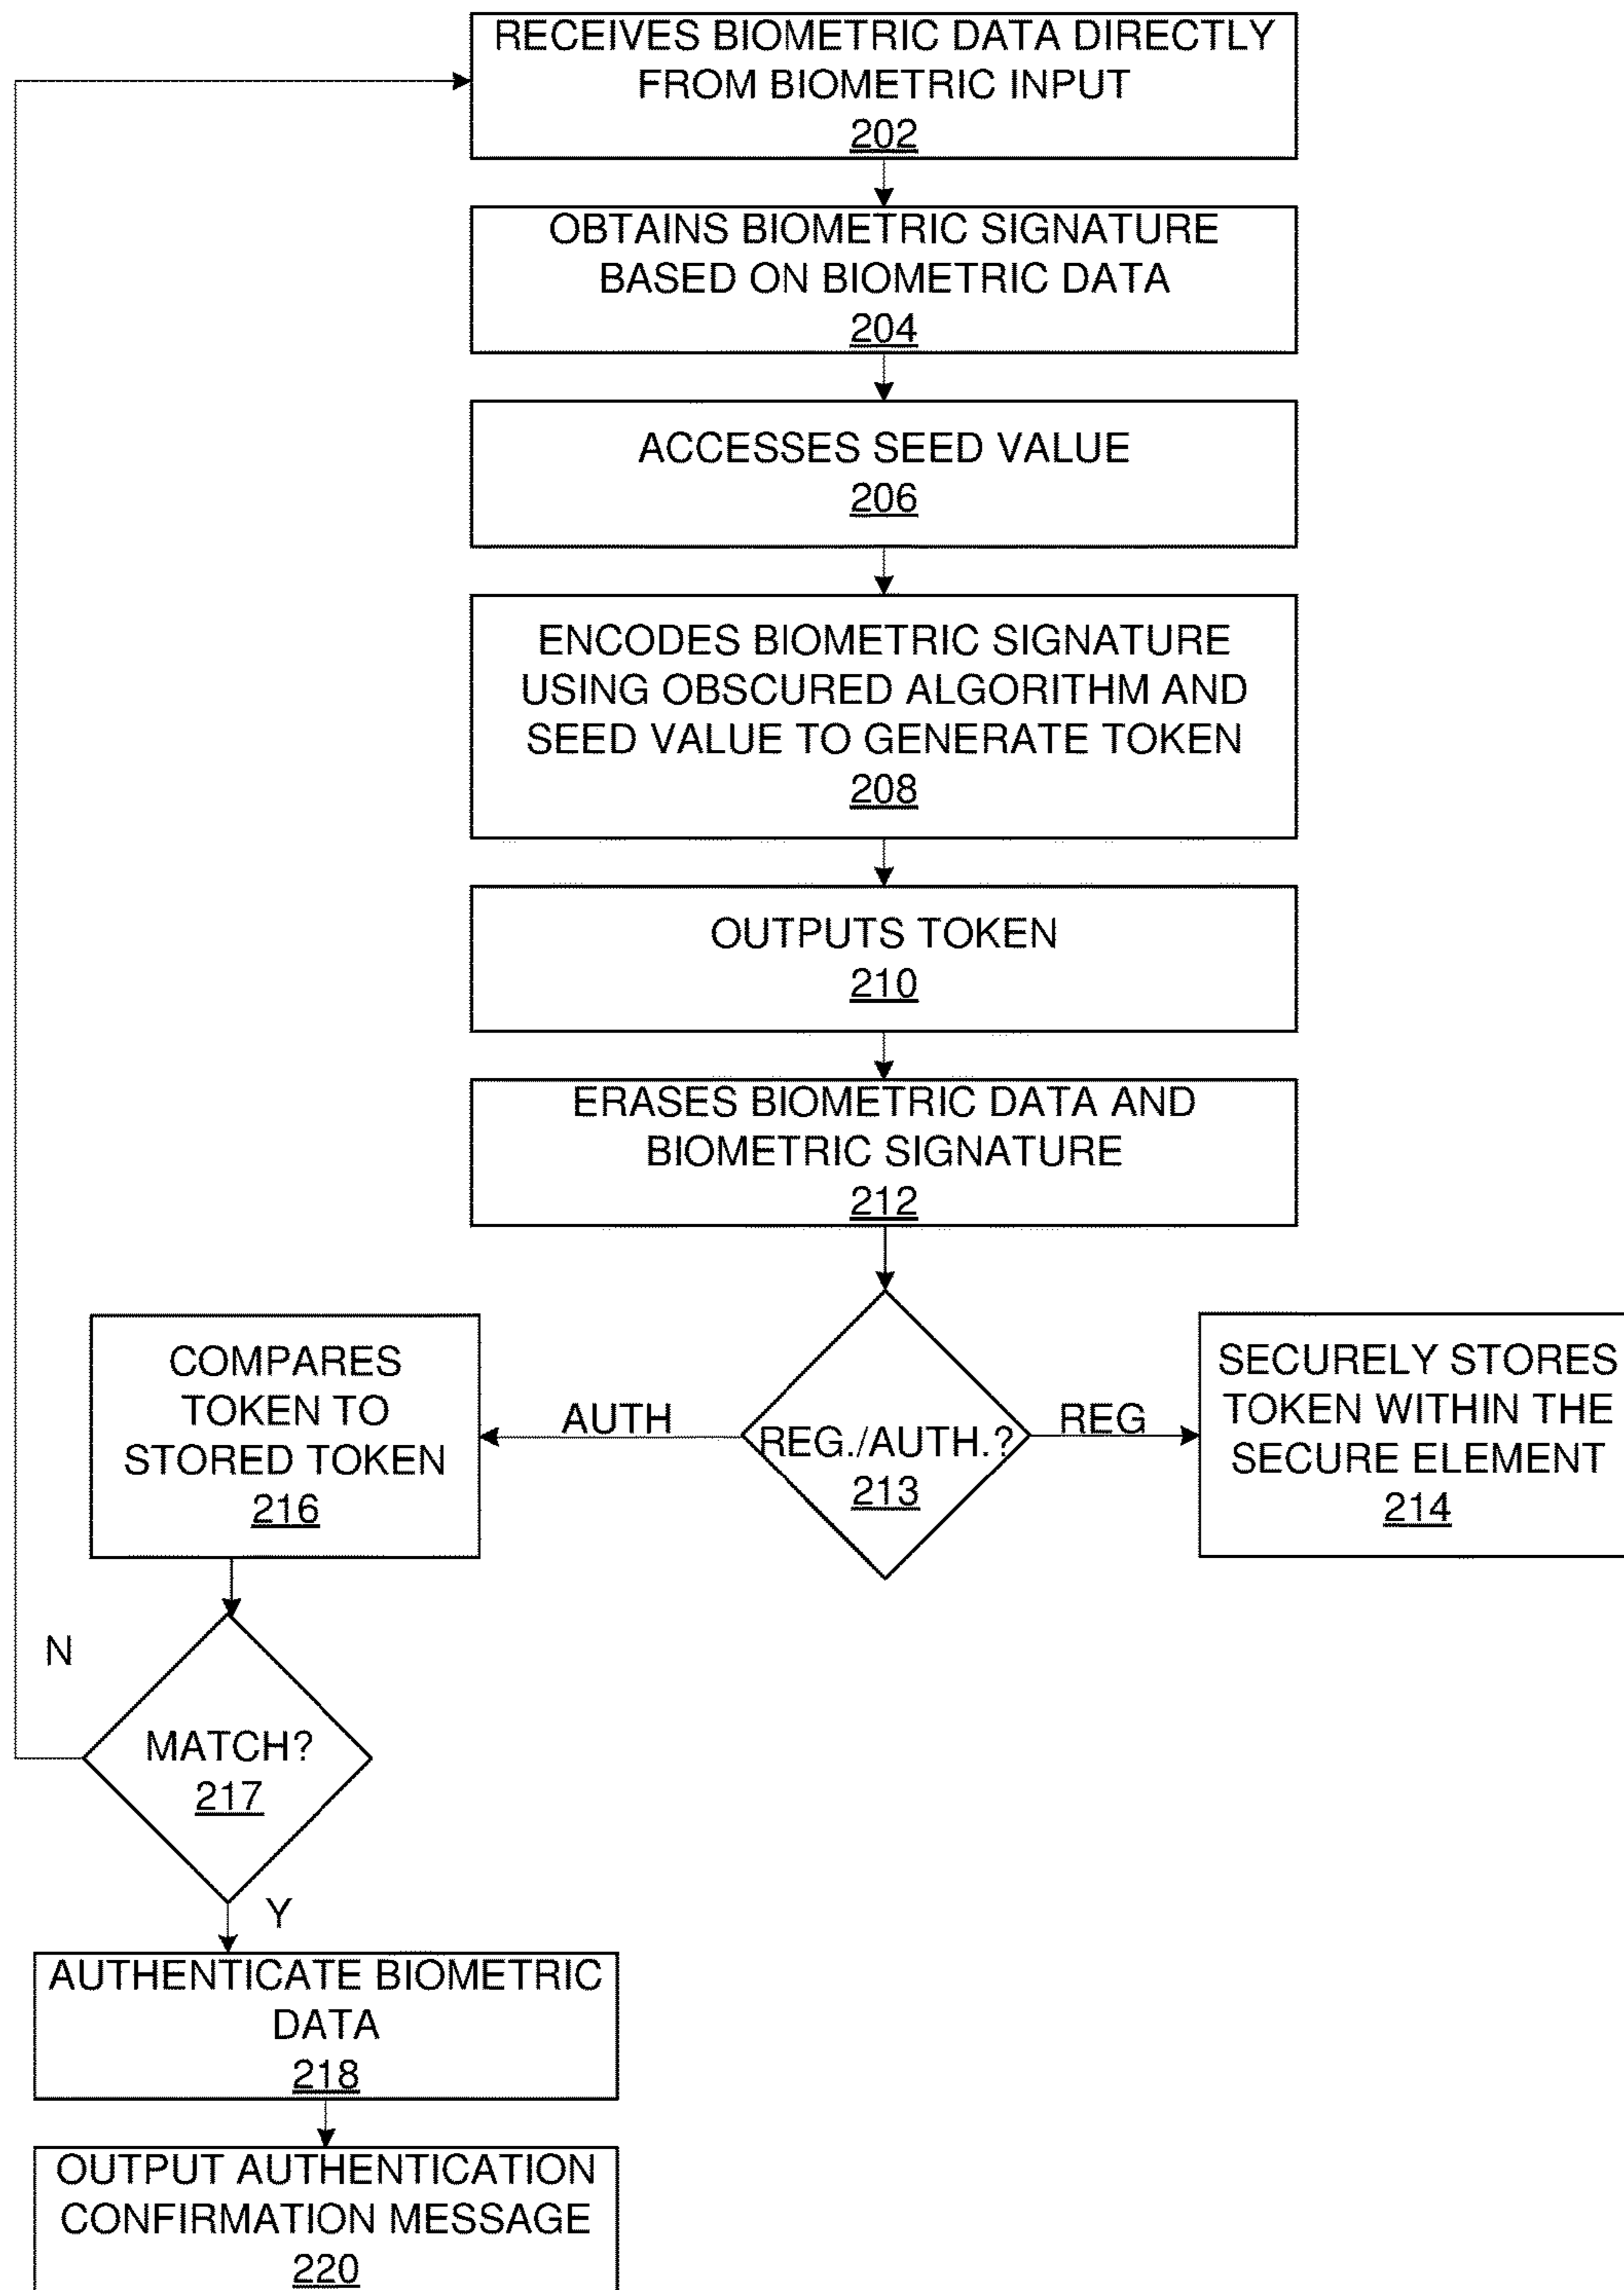 RECEIVES BIOMETRIC DATA DIRECTLY
FROM BIOMETRIC INPUT
202
OBTAINS BIOMETRIC SIGNATURE
BASED ON BIOMETRIC DATA
204
ACCESSES SEED VALUE
206
ENCODES BIOMETRIC SIGNATURE
USING OBSCURED ALGORITHM AND
SEED VALUE TO GENERATE TOKEN
208
OUTPUTS TOKEN
210
ERASES BIOMETRIC DATA AND
BIOMETRIC SIGNATURE
212
REG./AUTH.?
213
REG
SECURELY STORES
TOKEN WITHIN THE
SECURE ELEMENT
214
AUTH
COMPARES
TOKEN TO
STORED TOKEN
216
MATCH?
217
N
Y
AUTHENTICATE BIOMETRIC
DATA
218
OUTPUT AUTHENTICATION
CONFIRMATION MESSAGE
220